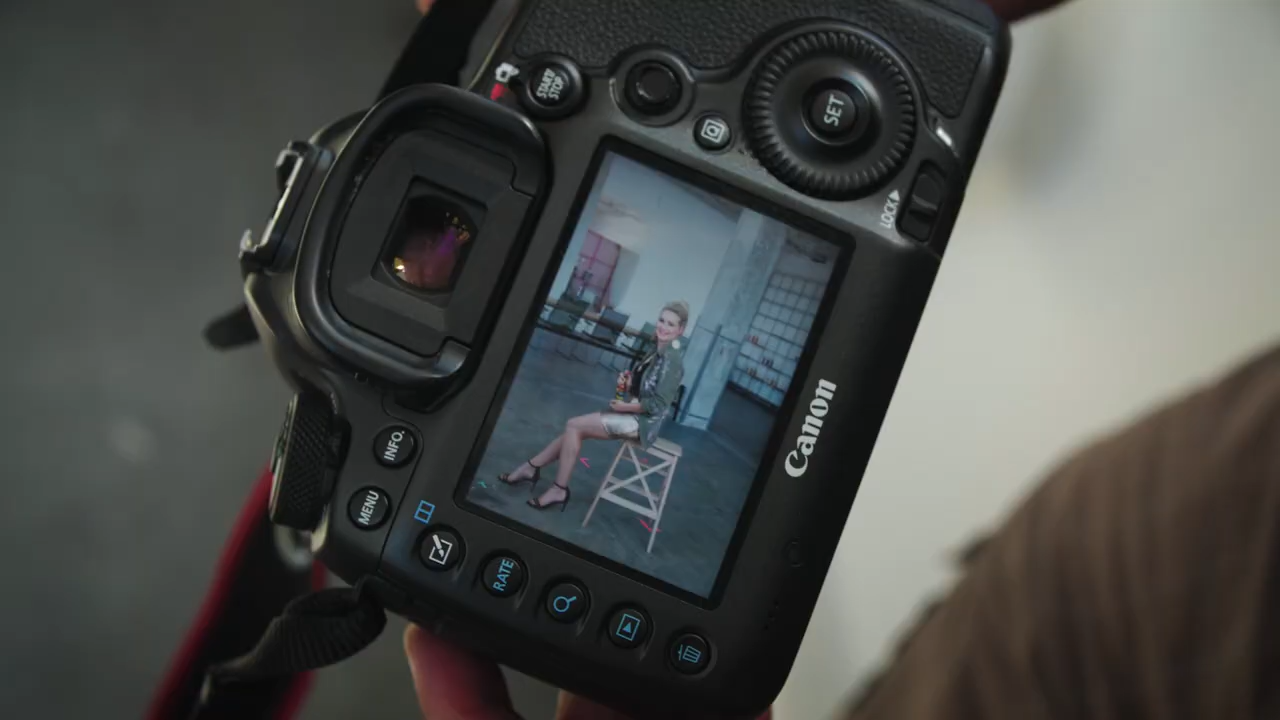 START/
STOP
SET
LOCK▶
Canon
INFO.
MENU
RATE
Q